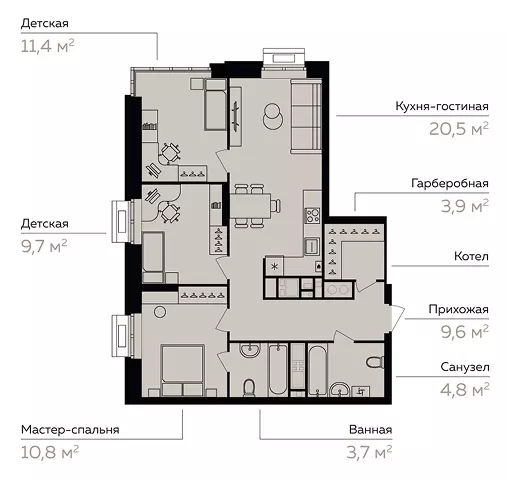 Детская
11,4 м²
Кухня-гостиная
20,5 м²
Гарберобная
3,9 м²
Детская
9,7 м²
Котел
Прихожая
9,6 м²
Санузел
4,8 м²
Мастер-спальня
10,8 м²
Ванная
3,7 м²